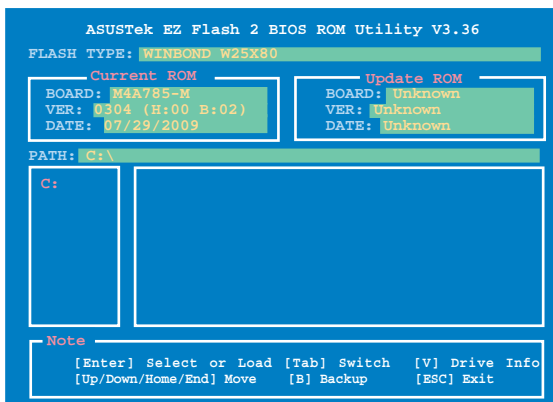 ASUSTek EZ Flash 2 BIOS ROM Utility V3.36
FLASH TYPE: WINBOND W25X80
Current ROM
BOARD: M4A785-M
VER: 0304 (H:00 B:02)
DATE: 07/29/2009
Update ROM
BOARD: Unknown
VER: Unknown
DATE: Unknown
PATH: C:\
C:
Note
[Enter] Select or Load [Tab] Switch [V] Drive Info
[Up/Down/Home/End] Move [B] Backup [ESC] Exit